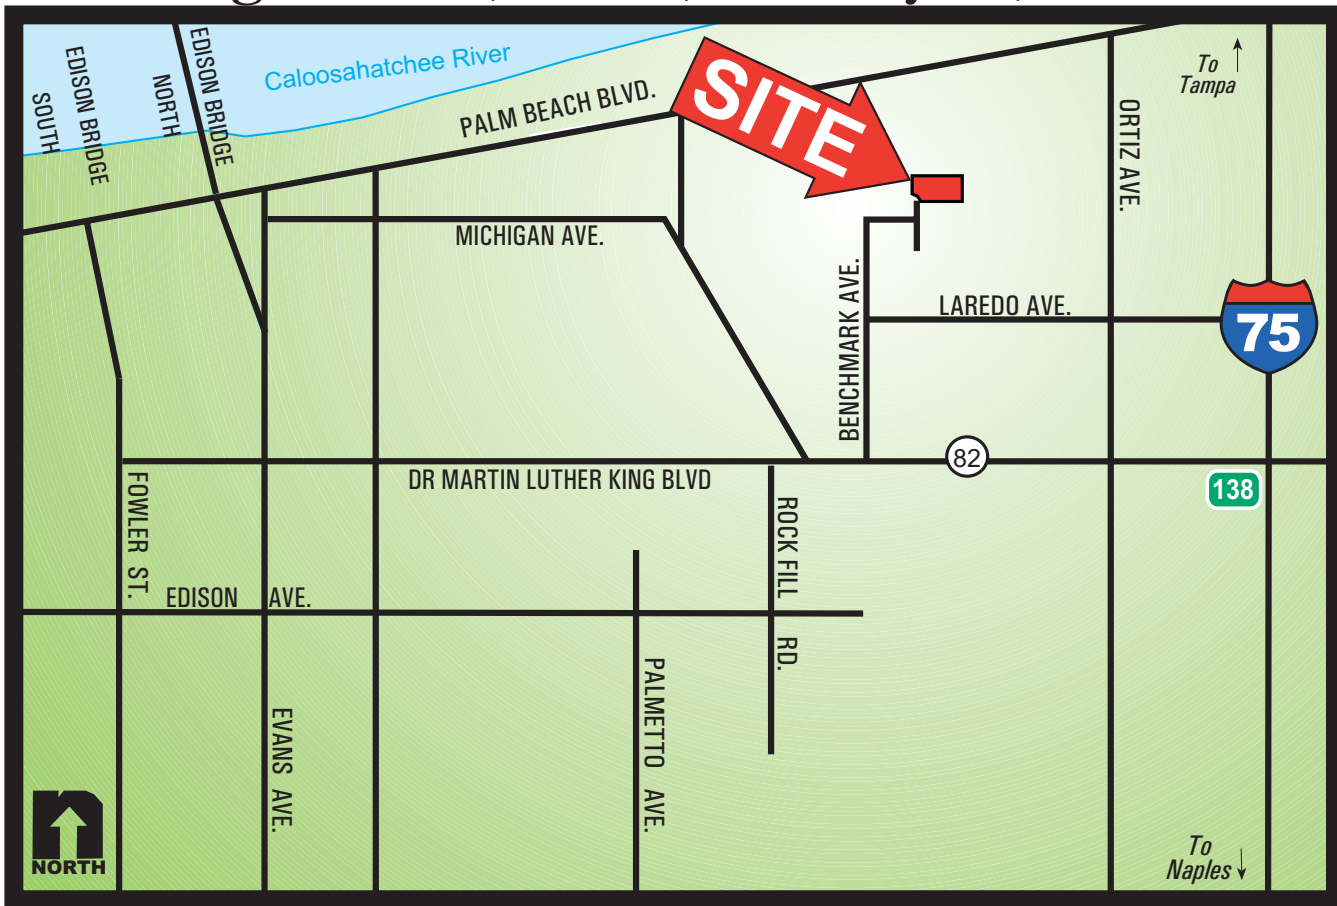 EDISON BRIDGE
NORTH
EDISON BRIDGE
SOUTH
Caloosahatchee River
PALM BEACH BLVD.
SITE
To
Tampa
ORTIZ AVE.
MICHIGAN AVE.
BENCHMARK AVE.
LAREDO AVE.
75
82
DR MARTIN LUTHER KING BLVD
138
FOWLER ST.
ROCK FILL RD.
EDISON AVE.
EVANS AVE.
PALMETTO AVE.
NORTH
To
Naples